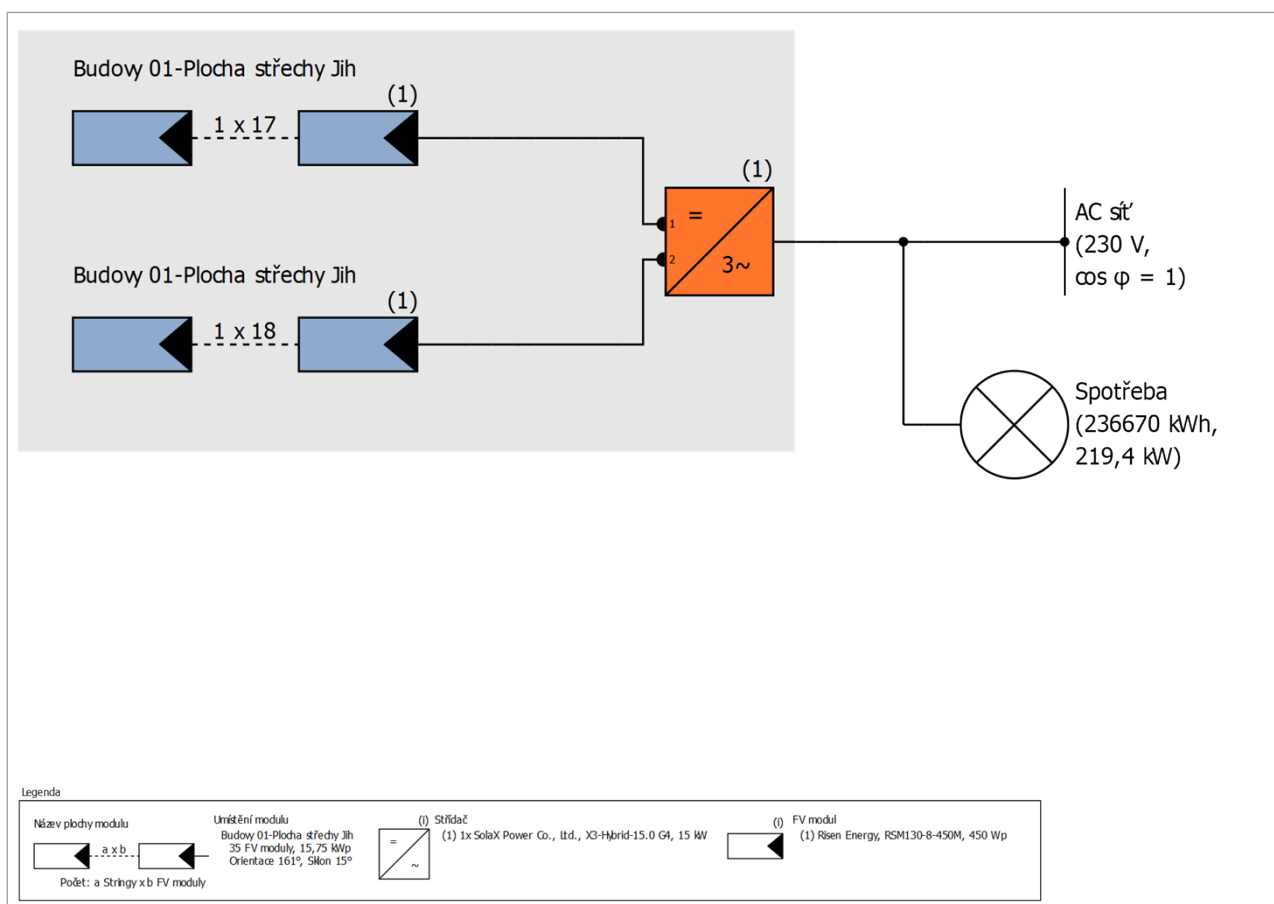 Budovy 01-Plocha střechy Jih
(1)
1 x 17
(1)
1
=
2
3~
AC síť
(230 V,
cos φ = 1)
Budovy 01-Plocha střechy Jih
(1)
1 x 18
Spotřeba
(236670 kWh,
219,4 kW)
Legenda
Název plochy modulu
a x b
Počet: a Stringy x b FV moduly
Umístění modulu
Budovy 01-Plocha střechy Jih
35 FV moduly, 15,75 kWp
Orientace 161°, Sklon 15°
(i) Střídač
=
~
(1) 1x SolaX Power Co., Ltd., X3-Hybrid-15.0 G4, 15 kW
(i) FV modul
(1) Risen Energy, RSM130-8-450M, 450 Wp